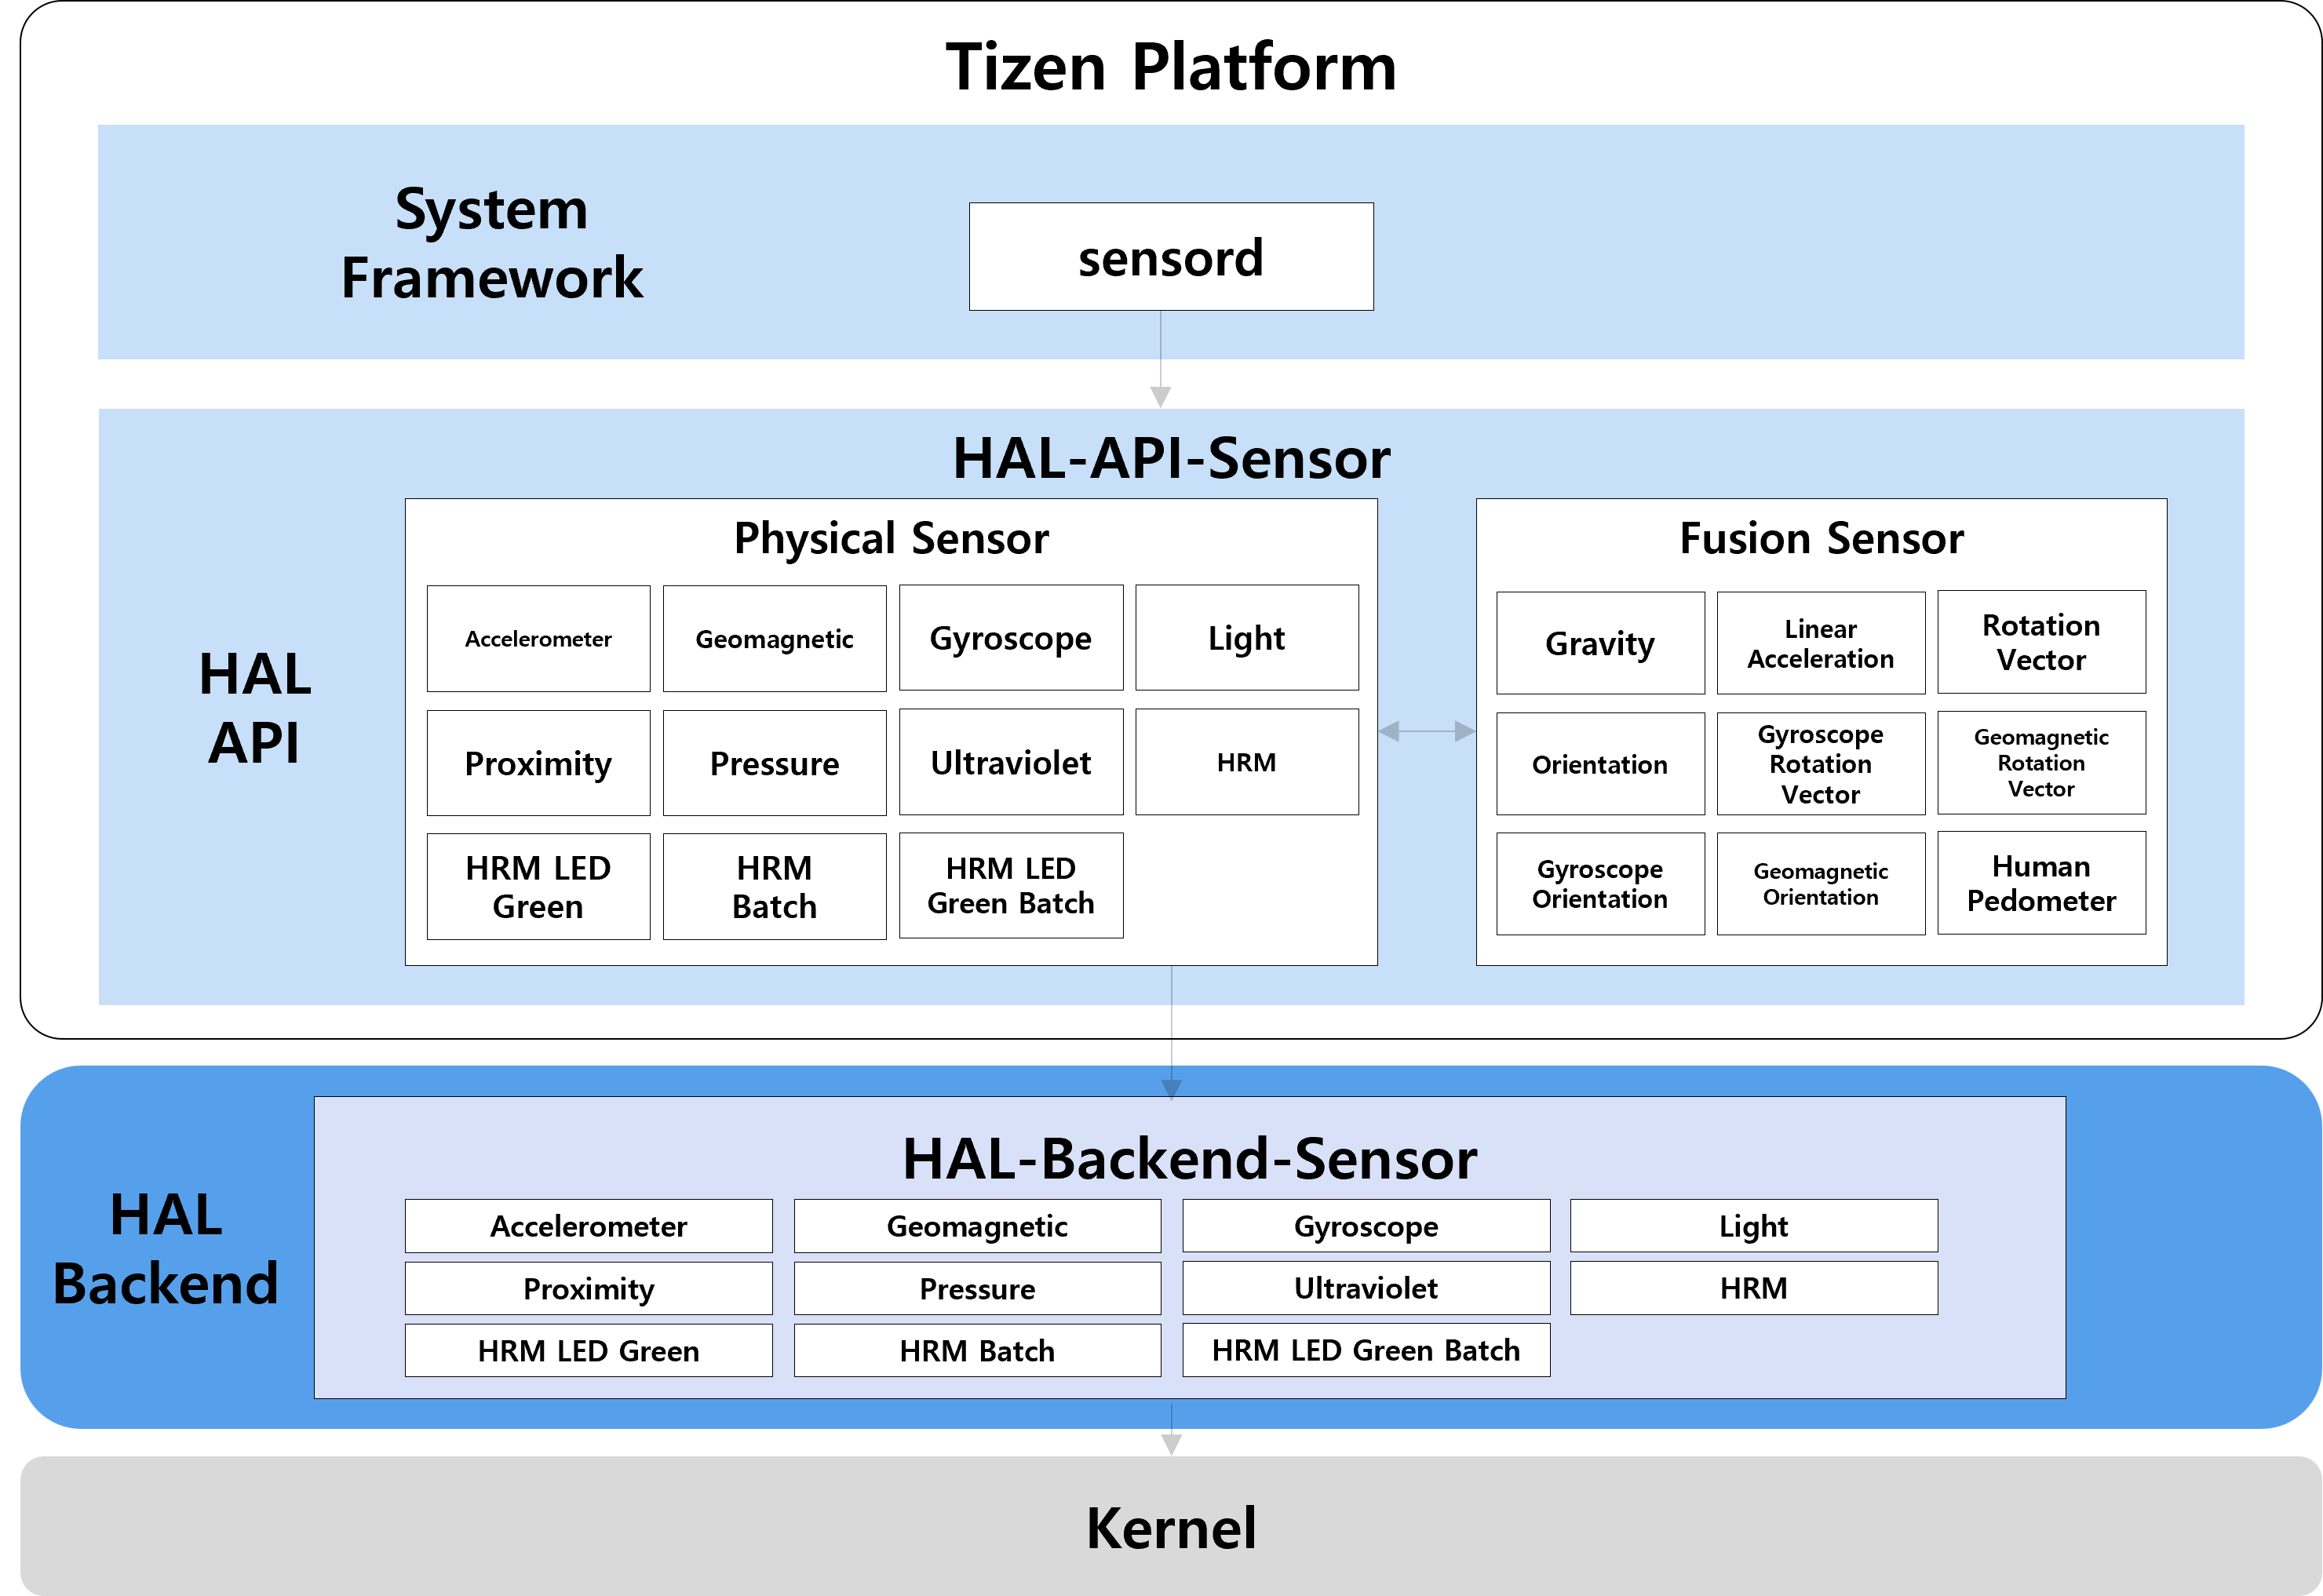 Tizen Platform
System
Framework
sensord
HAL-API-Sensor
HAL
API
Physical Sensor
Accelerometer
Geomagnetic
Gyroscope
Light
Proximity
Pressure
Ultraviolet
HRM
HRM LED
Green
HRM
Batch
HRM LED
Green Batch
Fusion Sensor
Gravity
Linear
Acceleration
Rotation
Vector
Orientation
Gyroscope
Rotation
Vector
Geomagnetic
Rotation
Vector
Gyroscope
Orientation
Geomagnetic
Orientation
Human
Pedometer
HAL
Backend
HAL-Backend-Sensor
Accelerometer
Geomagnetic
Gyroscope
Light
Proximity
Pressure
Ultraviolet
HRM
HRM LED Green
HRM Batch
HRM LED Green Batch
Kernel